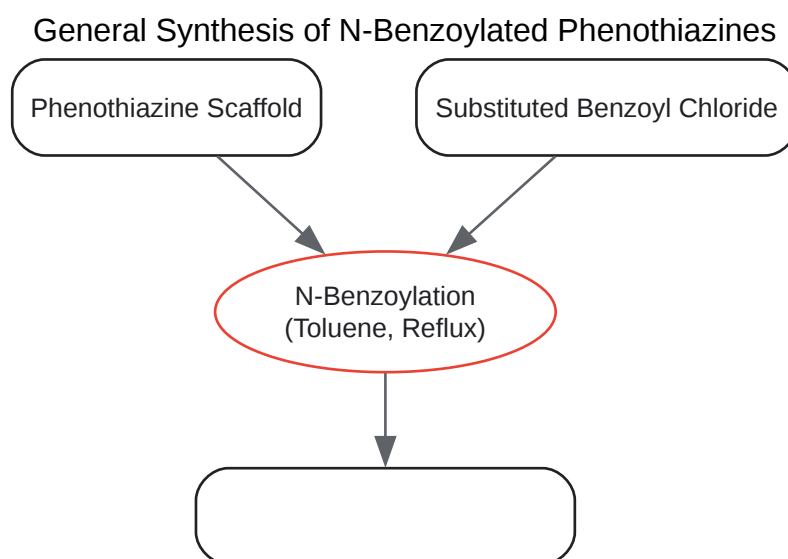 General Synthesis of N-Benzoylated Phenothiazines
Phenothiazine Scaffold
Substituted Benzoyl Chloride
N-Benzoylation
(Toluene, Reflux)